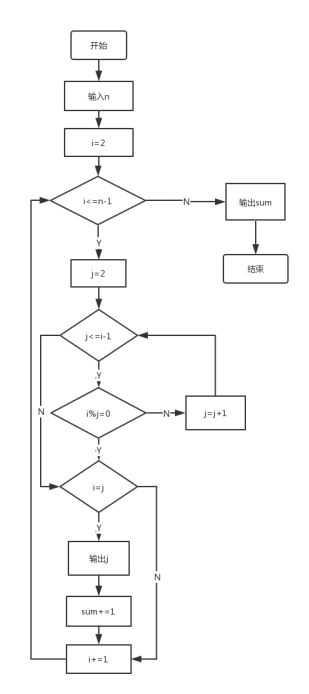 开始
输入n
i=2
i<=n-1
N
输出sum
Y
j=2
结束
j<=i-1
Y
N
i%j=0
N
j=j+1
Y
i=j
Y
输出j
N
sum+=1
i+=1